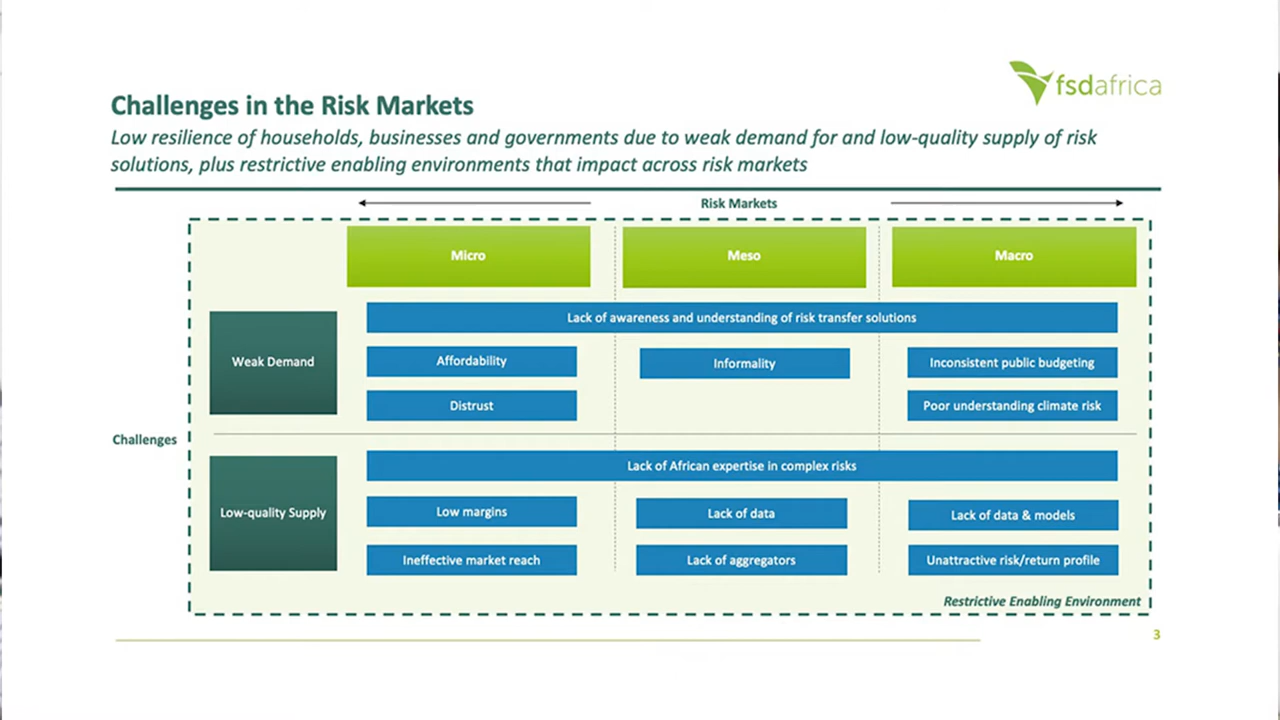 fsdafrica
Challenges in the Risk Markets
Low resilience of households, businesses and governments due to weak demand for and low-quality supply of risk
solutions, plus restrictive enabling environments that impact across risk markets
Risk Markets
Micro
Meso
Macro
Challenges
Weak Demand
Lack of awareness and understanding of risk transfer solutions
Affordability
Informality
Inconsistent public budgeting
Distrust
Poor understanding climate risk
Low-quality Supply
Lack of African expertise in complex risks
Low margins
Lack of data
Lack of data & models
Ineffective market reach
Lack of aggregators
Unattractive risk/return profile
Restrictive Enabling Environment
3